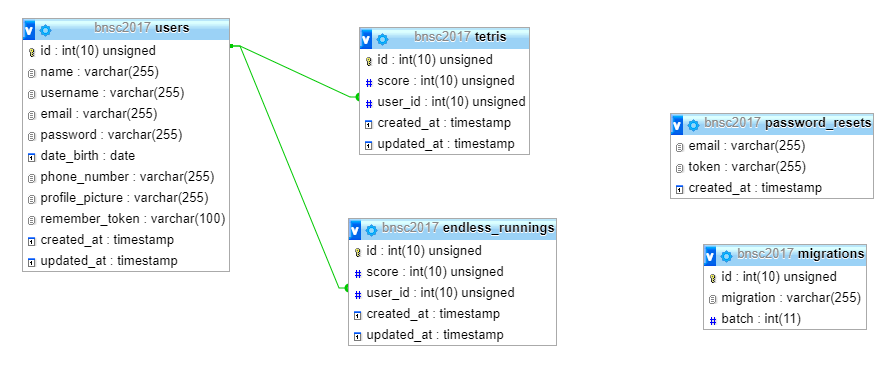 bnsc2017 users
id : int(10) unsigned
name : varchar(255)
username : varchar(255)
email : varchar(255)
password : varchar(255)
date_birth : date
phone_number : varchar(255)
profile_picture : varchar(255)
remember_token : varchar(100)
created_at : timestamp
updated_at : timestamp
bnsc2017 tetris
id : int(10) unsigned
score : int(10) unsigned
user_id : int(10) unsigned
created_at : timestamp
updated_at : timestamp
bnsc2017 endless_runnings
id : int(10) unsigned
score : int(10) unsigned
user_id : int(10) unsigned
created_at : timestamp
updated_at : timestamp
bnsc2017 password_resets
email : varchar(255)
token : varchar(255)
created_at : timestamp
bnsc2017 migrations
id : int(10) unsigned
migration : varchar(255)
batch : int(11)